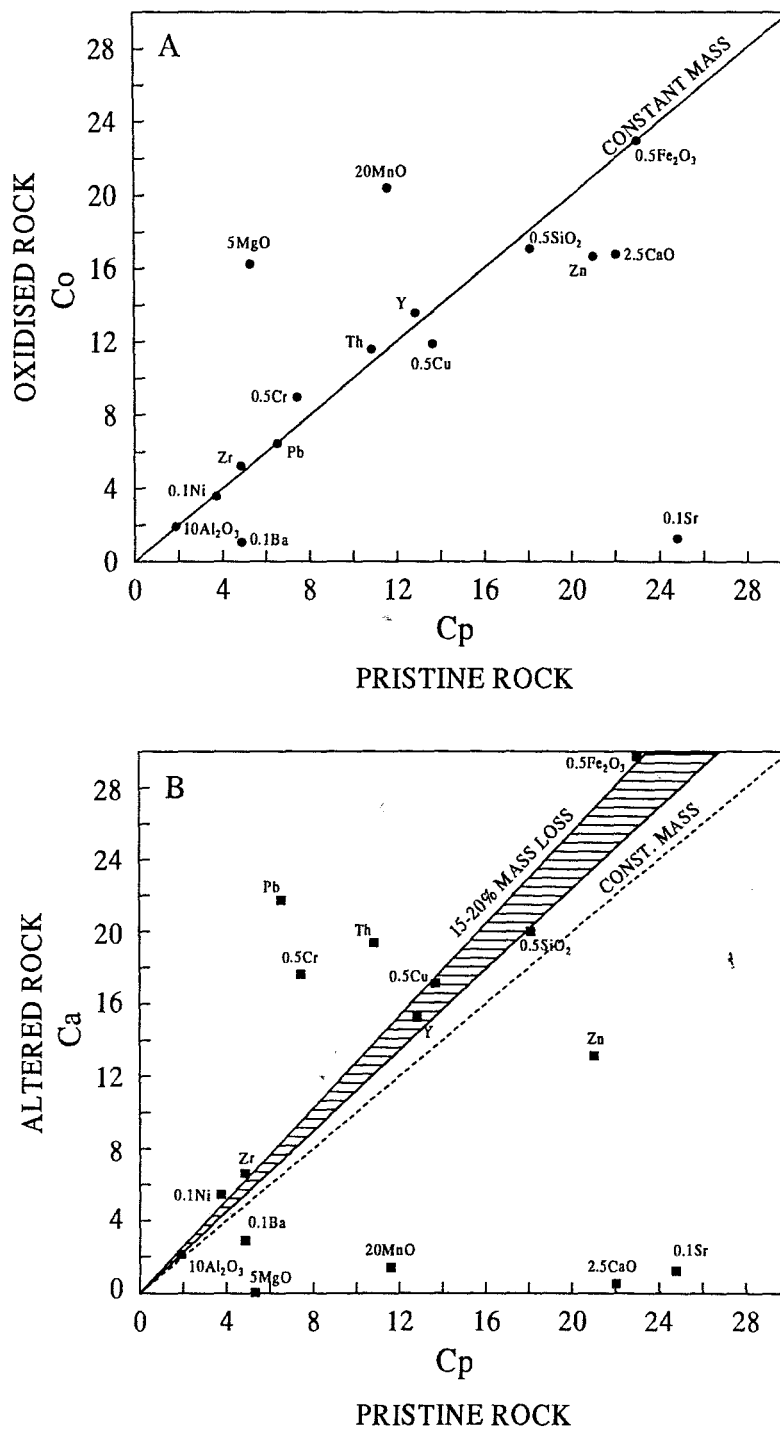 A
28
24
20
16
12
8
4
0
OXIDISED ROCK
Co
CONSTANT MASS
0.5Fe₂O₃
20MnO
5MgO
0.5SiO₂
2.5CaO
Zn
Y
Th
0.5Cu
0.5Cr
Zr
Pb
0.1Ni
10Al₂O₃
0.1Ba
0.1Sr
0 4 8 12 16 20 24 28
Cp
PRISTINE ROCK
B
28
24
20
16
12
8
4
0
ALTERED ROCK
Ca
0.5Fe₂O₃
15-20% MASS LOSS
CONST. MASS
Pb
Th
0.5SiO₂
0.5Cr
0.5Cu
Y
Zn
Zr
0.1Ni
0.1Ba
10Al₂O₃
5MgO
20MnO
2.5CaO
0.1Sr
0 4 8 12 16 20 24 28
Cp
PRISTINE ROCK